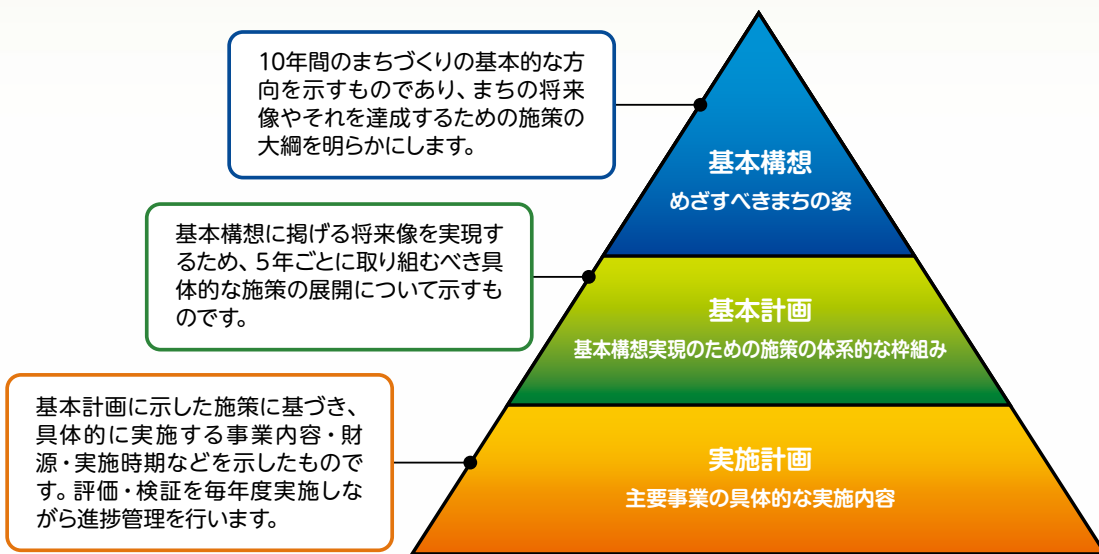 10年間のまちづくりの基本的な方
向を示すものであり、まちの将来
像やそれを達成するための施策の
大綱を明らかにします。
基本構想
めざすべきまちの姿
基本構想に掲げる将来像を実現す
るため、5年ごとに取り組むべき具
体的な施策の展開について示すも
のです。
基本計画
基本構想実現のための施策の体系的な枠組み
基本計画に示した施策に基づき、
具体的に実施する事業内容・財
源・実施時期などを示したもので
す。評価・検証を毎年度実施しな
がら進捗管理を行います。
実施計画
主要事業の具体的な実施内容